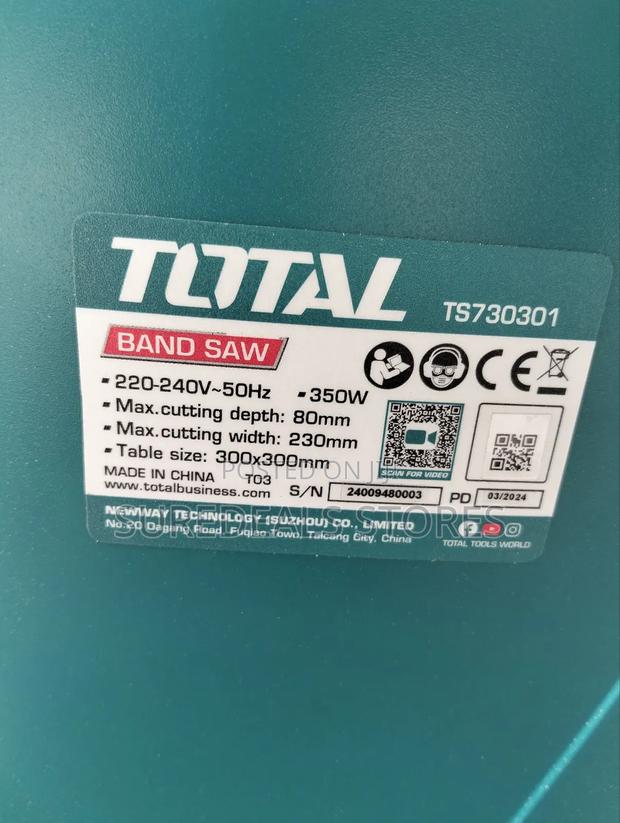 TOTAL
TS730301
BAND SAW
▪ 220-240V~50Hz ▪ 350W
▪ Max.cutting depth: 80mm
▪ Max.cutting width: 230mm
▪ Table size: 300x300mm
SCAN FOR VIDEO
MADE IN CHINA T03
www.totalbusiness.com S/N 24009480003 PD 03/2024
NEWWAY TECHNOLOGY (SUZHOU) CO., LIMITED
No.20 Dagang Road, Fuqiao Town, Taicang City, China
TOTAL TOOLS WORLD
POSTED ON JIJI
SUREDEALS STORES